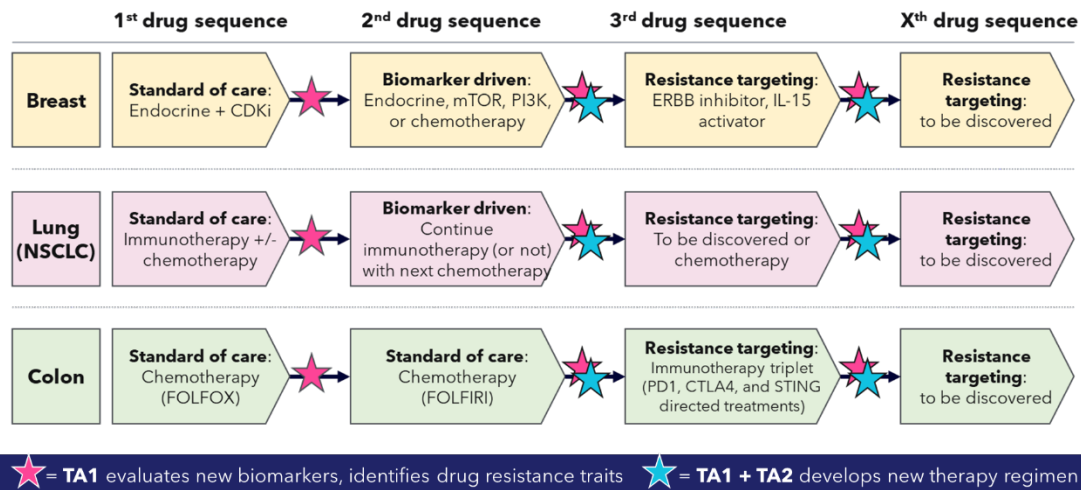 1st drug sequence
2nd drug sequence
3rd drug sequence
Xth drug sequence
Breast
Standard of care:
Endocrine + CDKi
Biomarker driven:
Endocrine, mTOR, PI3K,
or chemotherapy
Resistance targeting:
ERBB inhibitor, IL-15
activator
Resistance
targeting:
to be discovered
Lung
(NSCLC)
Standard of care:
Immunotherapy +/-
chemotherapy
Biomarker driven:
Continue
immunotherapy (or not)
with next chemotherapy
Resistance targeting:
To be discovered or
chemotherapy
Resistance
targeting:
to be discovered
Colon
Standard of care:
Chemotherapy
(FOLFOX)
Standard of care:
Chemotherapy
(FOLFIRI)
Resistance targeting:
Immunotherapy triplet
(PD1, CTLA4, and STING
directed treatments)
Resistance
targeting:
to be discovered
= TA1 evaluates new biomarkers, identifies drug resistance traits
= TA1 + TA2 develops new therapy regimen